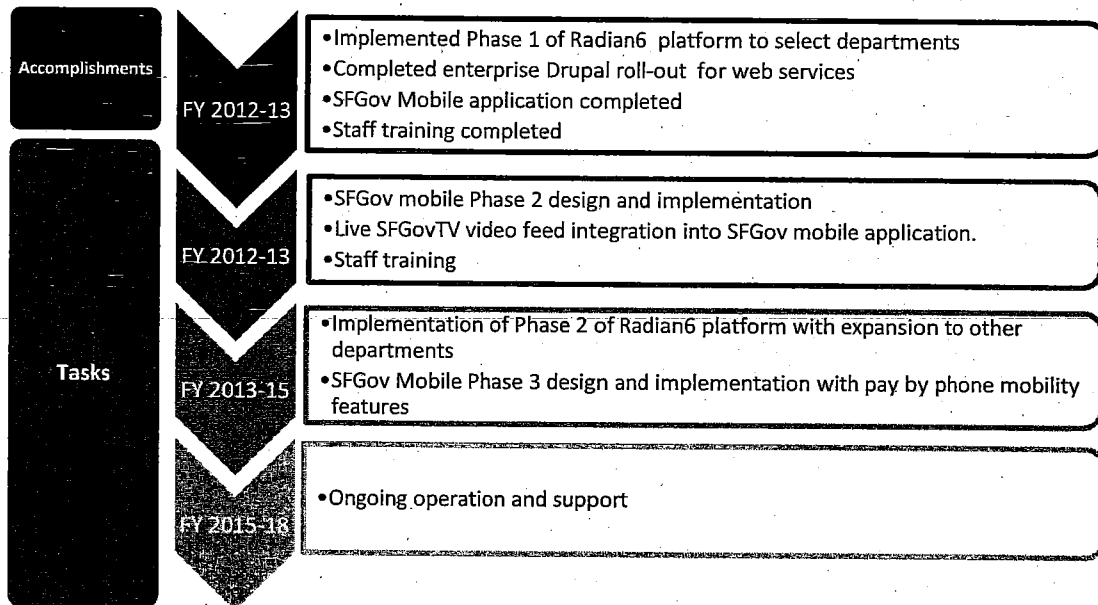 Accomplishments
FY 2012-13
•Implemented Phase 1 of Radian6 platform to select departments
•Completed enterprise Drupal roll-out for web services
•SFGov Mobile application completed
•Staff training completed
Tasks
FY 2012-13
•SFGov mobile Phase 2 design and implementation
•Live SFGovTV video feed integration into SFGov mobile application.
•Staff training
FY 2013-15
•Implementation of Phase 2 of Radian6 platform with expansion to other
departments
•SFGov Mobile Phase 3 design and implementation with pay by phone mobility
features
FY 2015-18
•Ongoing operation and support